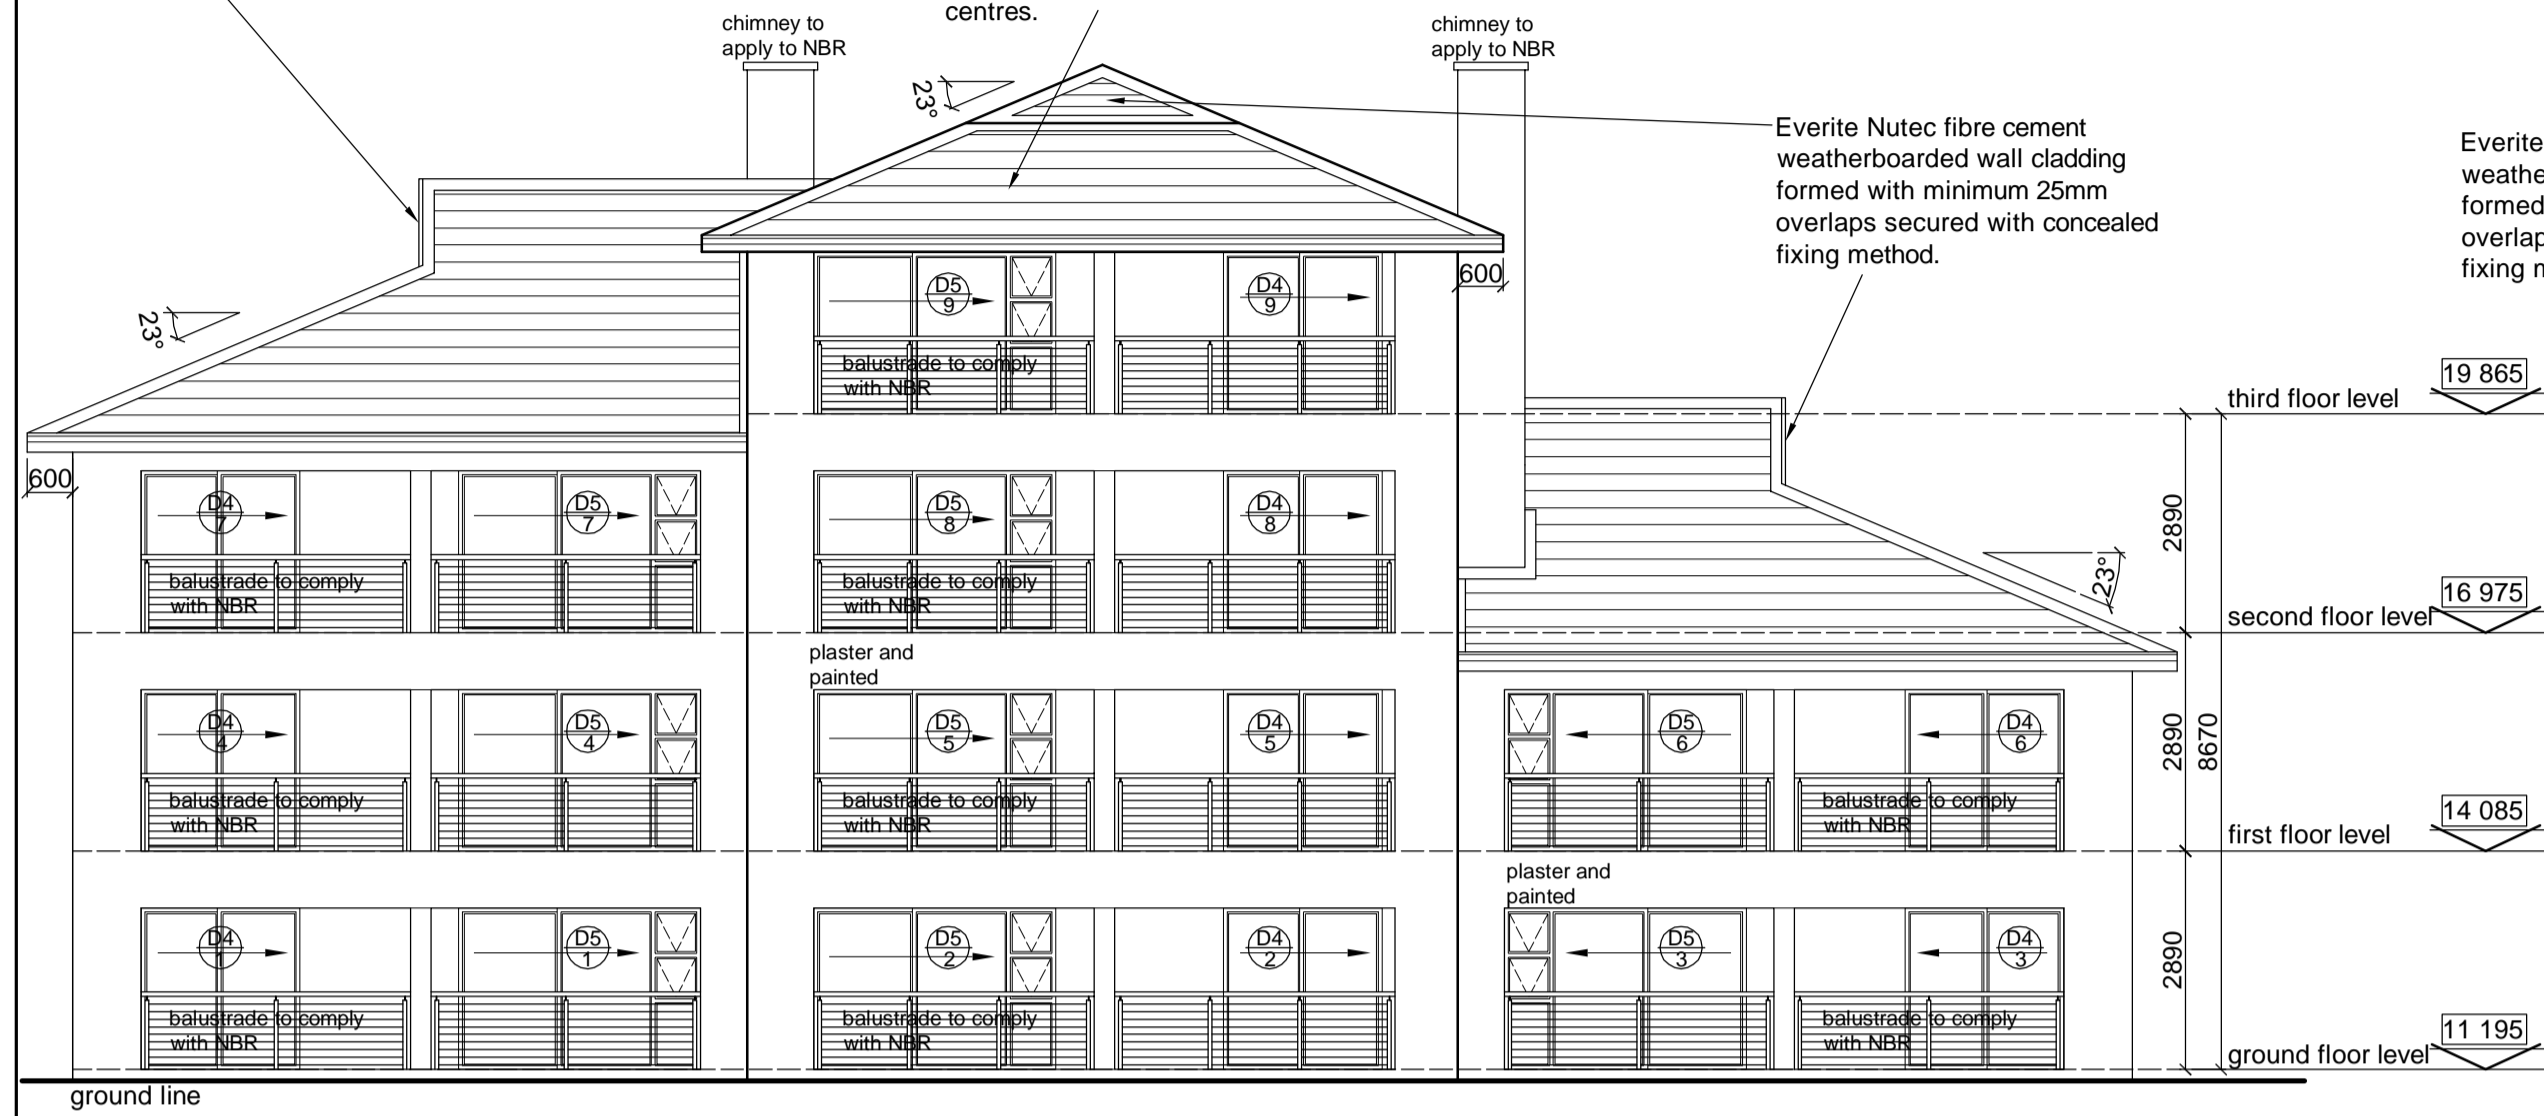 chimney to
apply to NBR
centres.
chimney to
apply to NBR
23°
Everite Nutec fibre cement
weatherboarded wall cladding
formed with minimum 25mm
overlaps secured with concealed
fixing method.
Everite
weathe
formed
overlap
fixing m
23°
600
600
D5
9
D4
9
balustrade to comply
with NBR
third floor level
19 865
D4
7
D5
7
D5
8
D4
8
2890
balustrade to comply
with NBR
balustrade to comply
with NBR
23°
second floor level
16 975
plaster and
painted
D4
4
D5
4
D5
5
D4
5
D5
6
D4
6
2890
8670
balustrade to comply
with NBR
balustrade to comply
with NBR
balustrade to comply
with NBR
first floor level
14 085
plaster and
painted
D4
1
D5
1
D5
2
D4
2
D5
3
D4
3
2890
balustrade to comply
with NBR
balustrade to comply
with NBR
balustrade to comply
with NBR
ground floor level
11 195
ground line